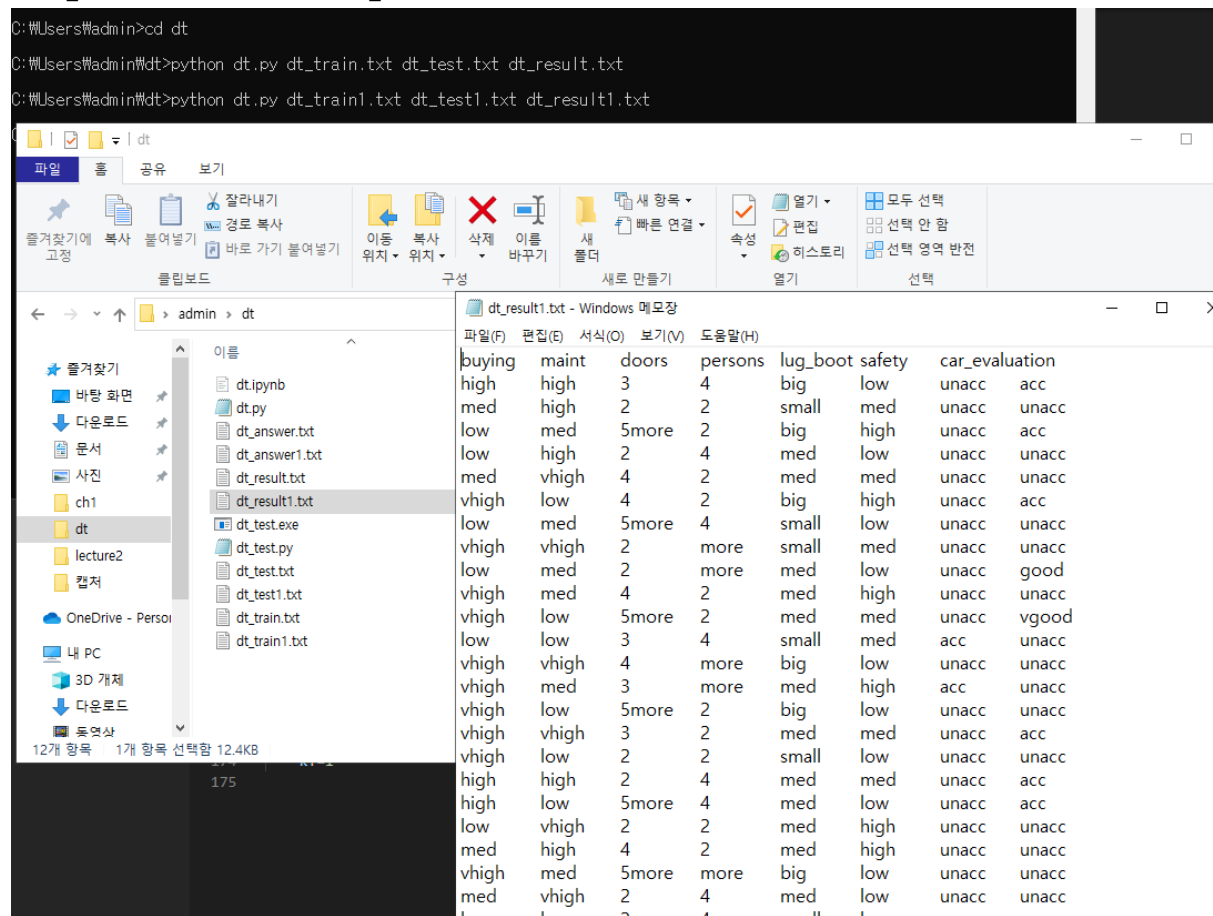 C:₩Users₩admin>cd dt
C:₩Users₩admin₩dt>python dt.py dt_train.txt dt_test.txt dt_result.txt
C:₩Users₩admin₩dt>python dt.py dt_train1.txt dt_test1.txt dt_result1.txt
dt
파일 홈 공유 보기
즐겨찾기에 고정
복사
붙여넣기
잘라내기
경로 복사
바로 가기 붙여넣기
클립보드
이동 위치
복사 위치
삭제
이름 바꾸기
구성
새 폴더
새 항목
빠른 연결
새로 만들기
속성
열기
편집
히스토리
열기
모두 선택
선택 안 함
선택 영역 반전
선택
admin > dt
즐겨찾기
바탕 화면
다운로드
문서
사진
ch1
dt
lecture2
캡처
OneDrive - Person
내 PC
3D 개체
다운로드
동영상
이름
dt.ipynb
dt.py
dt_answer.txt
dt_answer1.txt
dt_result.txt
dt_result1.txt
dt_test.exe
dt_test.py
dt_test.txt
dt_test1.txt
dt_train.txt
dt_train1.txt
12개 항목 1개 항목 선택함 12.4KB
175
dt_result1.txt - Windows 메모장
파일(F) 편집(E) 서식(O) 보기(V) 도움말(H)
buying maint doors persons lug_boot safety car_evaluation
high high 3 4 big low unacc acc
med high 2 2 small med unacc unacc
low med 5more 2 big high unacc acc
low high 2 4 med low unacc unacc
med vhigh 4 2 med med unacc unacc
vhigh low 4 2 big high unacc acc
low med 5more 4 small low unacc unacc
vhigh vhigh 2 more small med unacc unacc
low med 2 more med low unacc good
vhigh med 4 2 med high unacc unacc
vhigh low 5more 2 med med unacc vgood
low low 3 4 small med acc unacc
vhigh vhigh 4 more big low unacc unacc
vhigh med 3 more med high acc unacc
vhigh low 5more 2 big low unacc unacc
vhigh vhigh 3 2 med med unacc acc
vhigh low 2 2 small low unacc unacc
high high 2 4 med med unacc acc
high low 5more 4 med low unacc acc
low vhigh 2 2 med high unacc unacc
med high 4 2 med high unacc unacc
vhigh med 5more more big low unacc unacc
med vhigh 2 4 med low unacc unacc